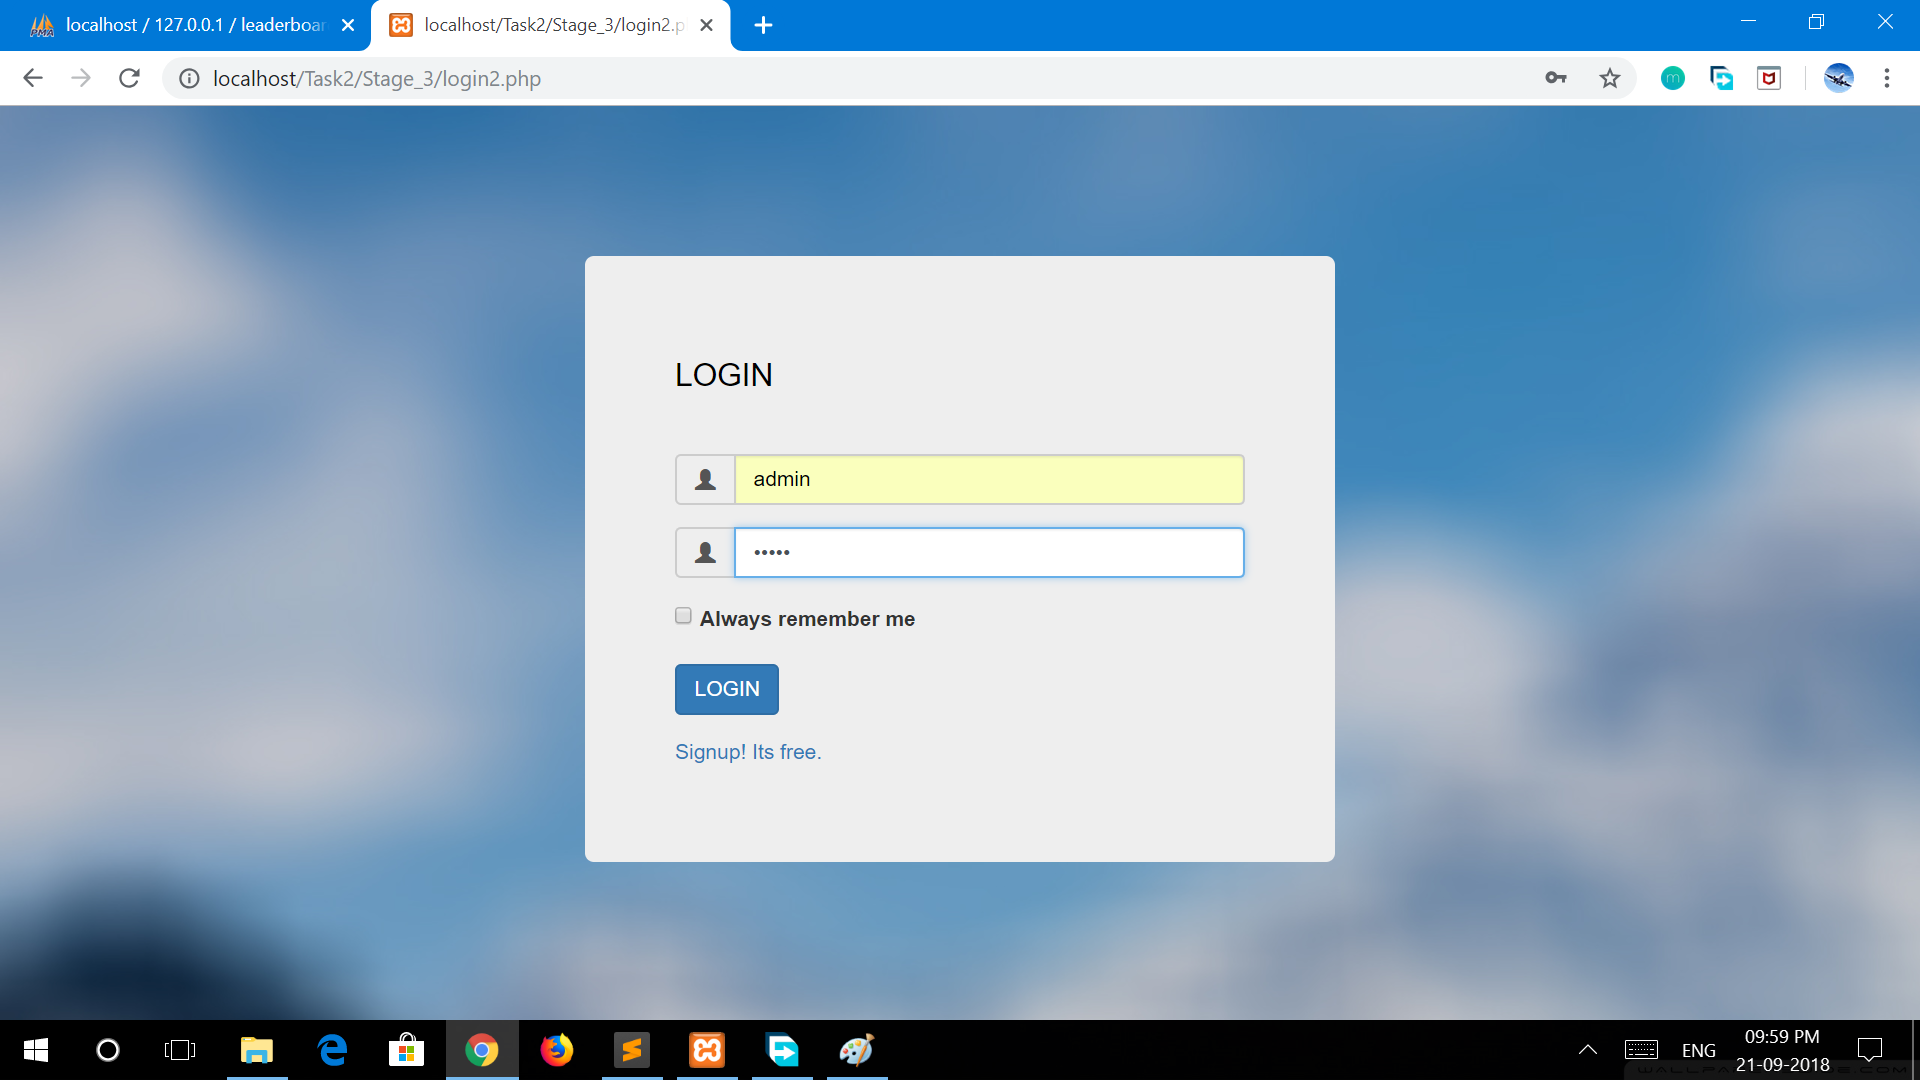 localhost / 127.0.0.1 / leaderboar
localhost/Task2/Stage_3/login2.p
localhost/Task2/Stage_3/login2.php
LOGIN
admin
•••••
Always remember me
LOGIN
Signup! Its free.
ENG
09:59 PM
21-09-2018